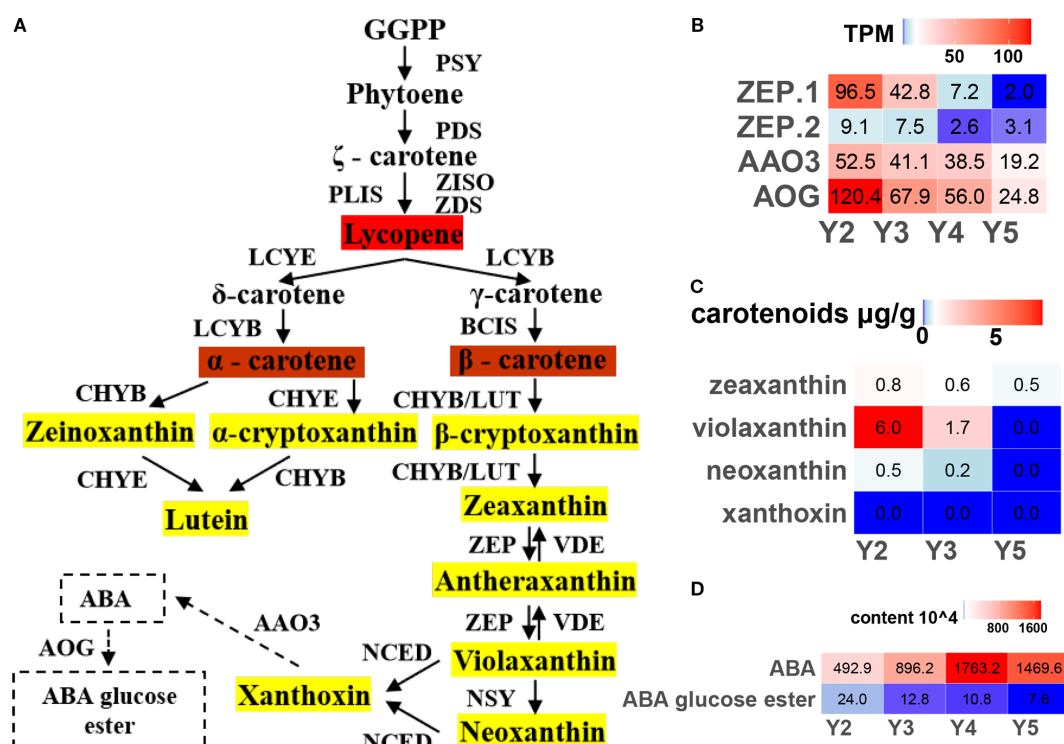 A
GGPP
PSY
Phytoene
PDS
ζ - carotene
PLIS
ZISO
ZDS
Lycopene
LCYE
LCYB
δ-carotene
γ-carotene
LCYB
BCIS
α - carotene
β - carotene
CHYB
CHYE
CHYB/LUT
Zeinoxanthin
α-cryptoxanthin
β-cryptoxanthin
CHYE
CHYB
CHYB/LUT
Lutein
Zeaxanthin
ZEP
VDE
Antheraxanthin
ZEP
VDE
ABA
AAO3
AOG
NCED
Violaxanthin
ABA glucose
ester
Xanthoxin
NSY
NCED
Neoxanthin
B
TPM
50 100
ZEP.1 96.5 42.8 7.2 2.0
ZEP.2 9.1 7.5 2.6 3.1
AAO3 52.5 41.1 38.5 19.2
AOG 120.4 67.9 56.0 24.8
Y2 Y3 Y4 Y5
C
carotenoids µg/g
0 5
zeaxanthin 0.8 0.6 0.5
violaxanthin 6.0 1.7 0.0
neoxanthin 0.5 0.2 0.0
xanthoxin 0.0 0.0 0.0
Y2 Y3 Y5
D
content 10^4
800 1600
ABA 492.9 896.2 1763.2 1469.6
ABA glucose ester 24.0 12.8 10.8 7.6
Y2 Y3 Y4 Y5